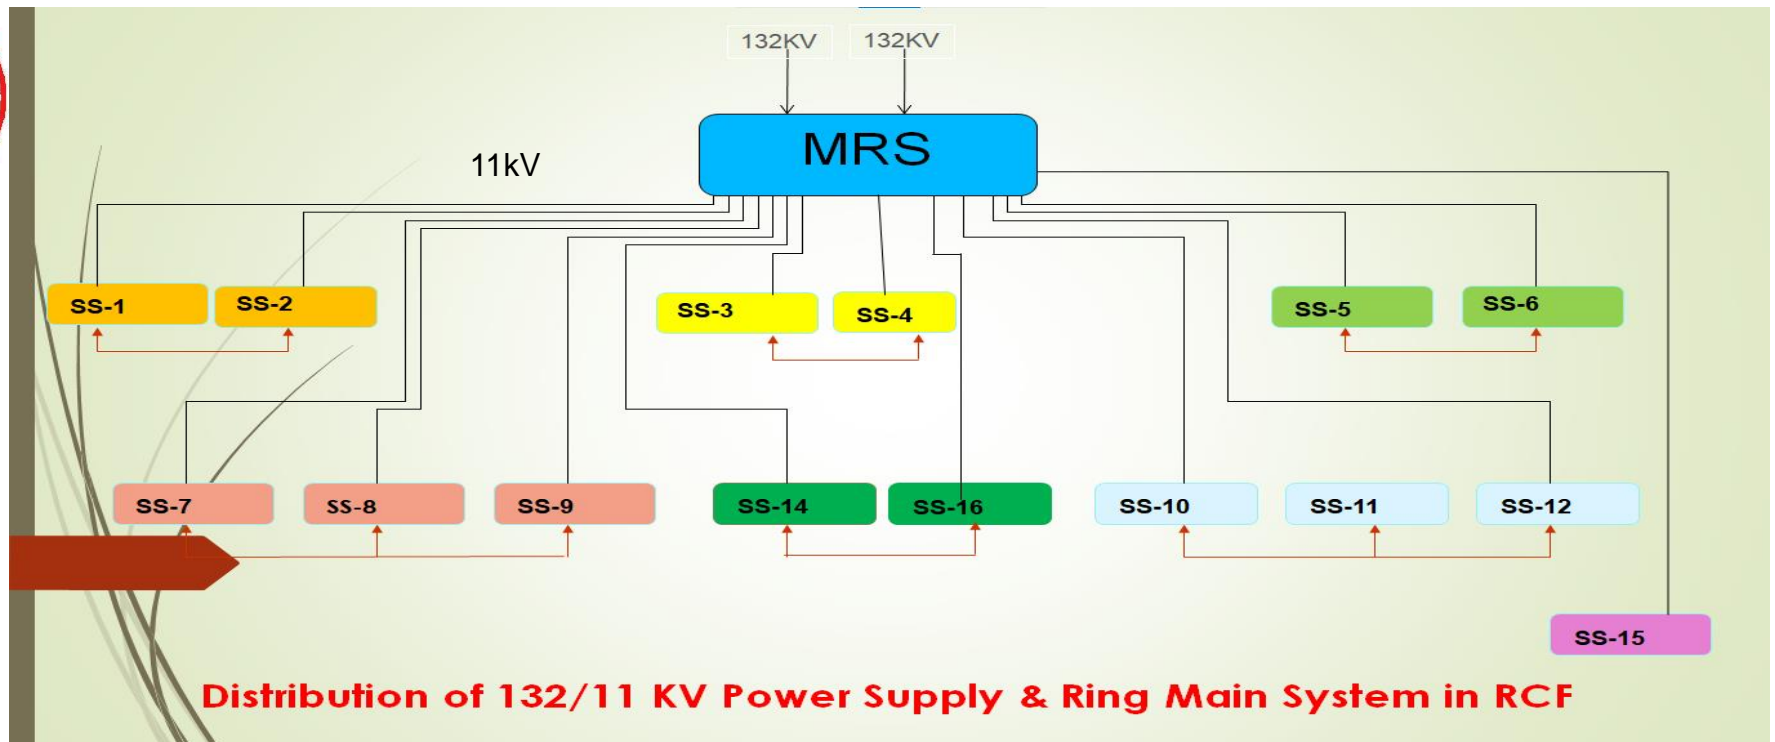 132KV 132KV
MRS
11kV
SS-1 SS-2 SS-3 SS-4 SS-5 SS-6
SS-7 SS-8 SS-9 SS-14 SS-16 SS-10 SS-11 SS-12
SS-15
Distribution of 132/11 KV Power Supply & Ring Main System in RCF